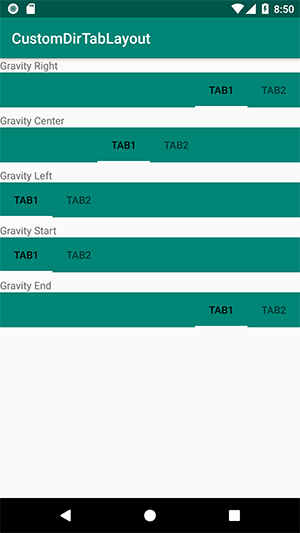 8:50
CustomDirTabLayout
Gravity Right
TAB1 TAB2
Gravity Center
TAB1 TAB2
Gravity Left
TAB1 TAB2
Gravity Start
TAB1 TAB2
Gravity End
TAB1 TAB2